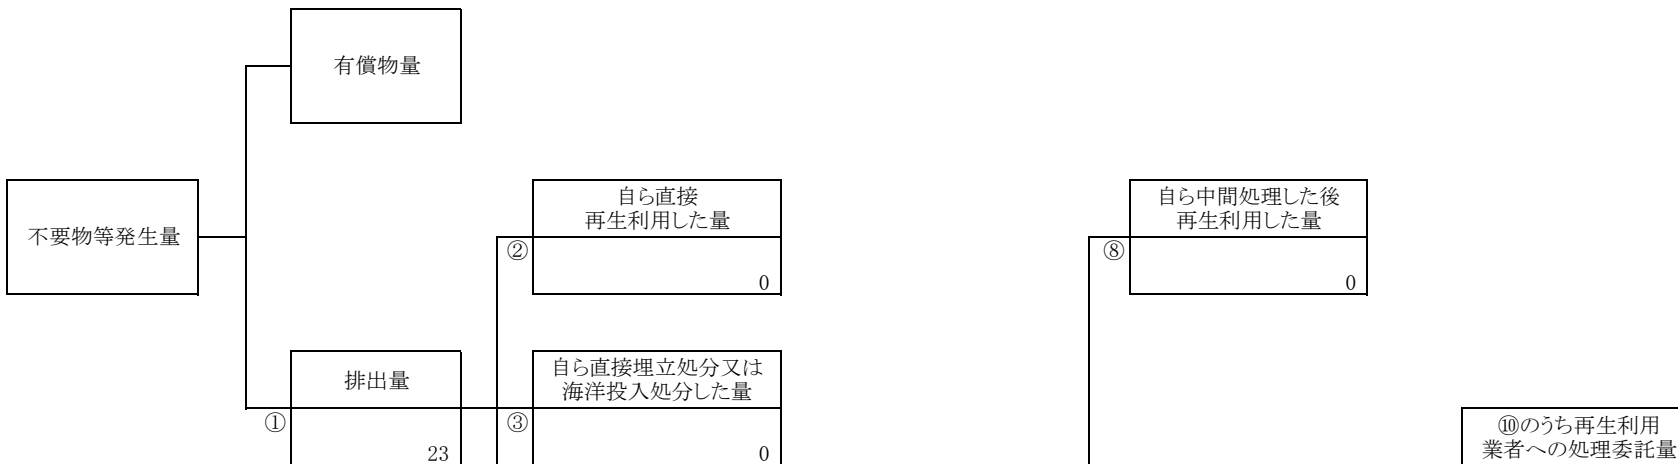 有償物量
不要物等発生量
自ら直接
再生利用した量
②
0
自ら中間処理した後
再生利用した量
⑧
0
排出量
①
23
自ら直接埋立処分又は
海洋投入処分した量
③
0
⑩のうち再生利用
業者への処理委託量